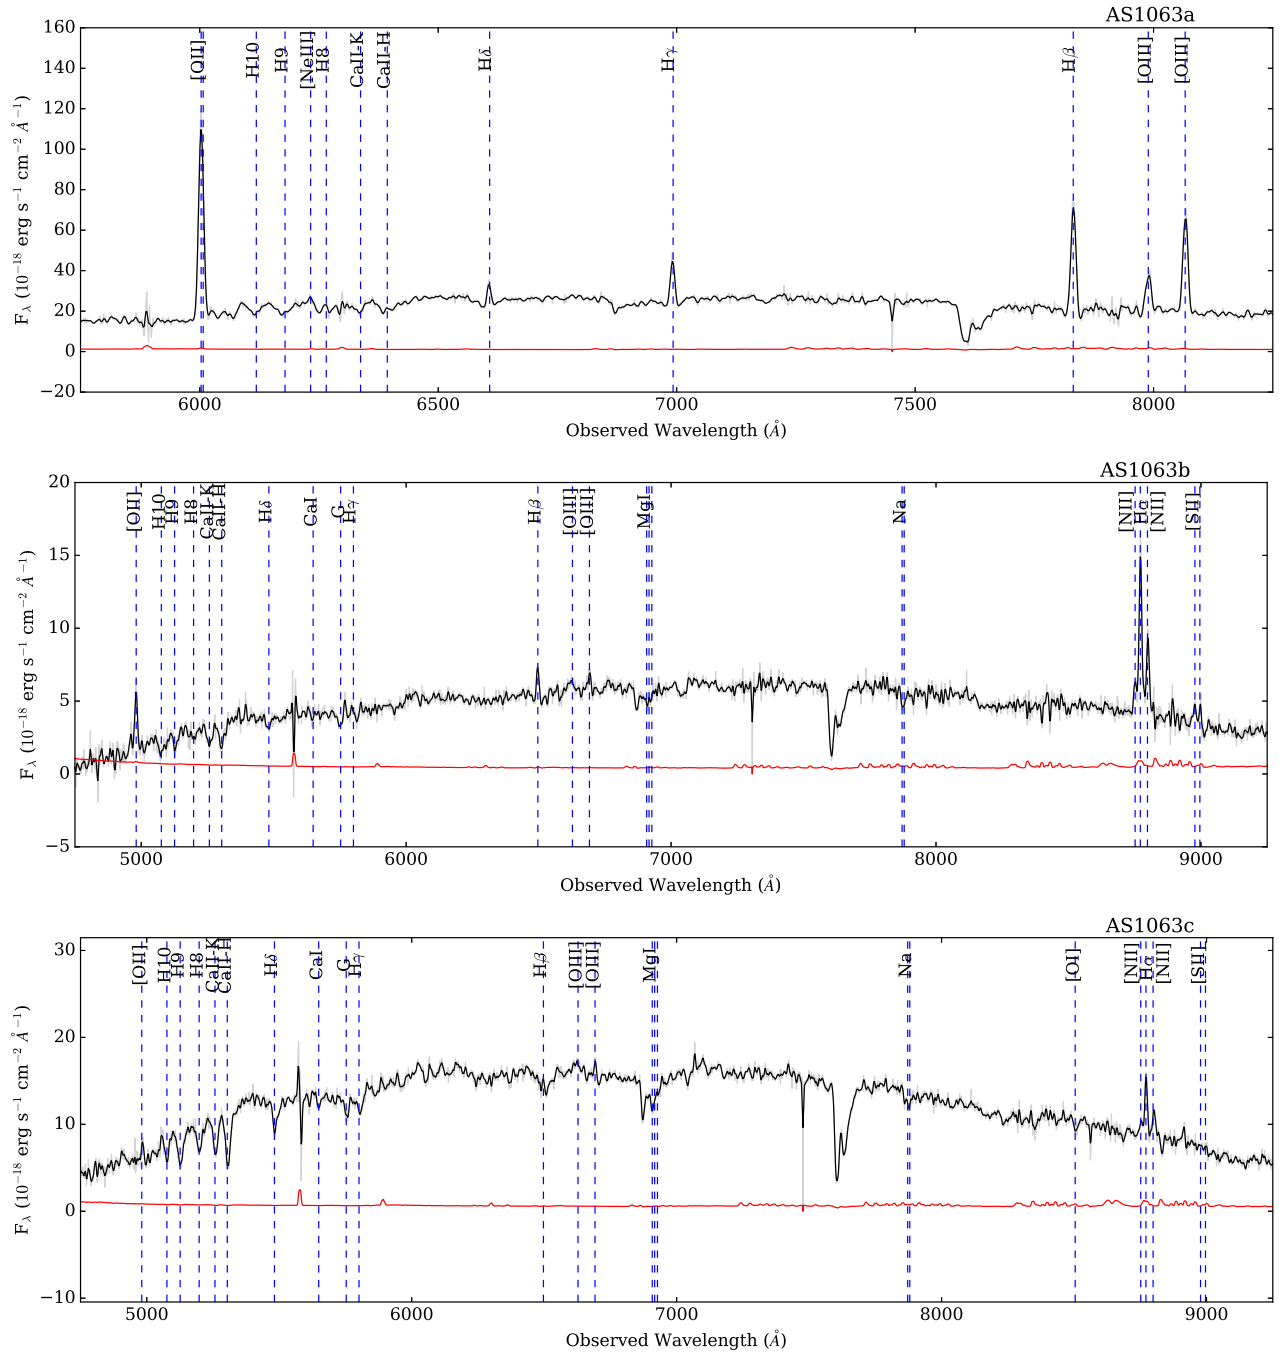 AS1063a
160
140
120
100
80
60
40
20
0
−20
F_λ (10⁻¹⁸ erg s⁻¹ cm⁻² Å⁻¹)
[OII]
H10
H9
[NeIII]
H8
CaII-K
CaII-H
Hδ
Hγ
Hβ
[OIII]
[OIII]
6000 6500 7000 7500 8000
Observed Wavelength (Å)
AS1063b
20
15
10
5
0
−5
F_λ (10⁻¹⁸ erg s⁻¹ cm⁻² Å⁻¹)
[OII]
H10
H9
H8
CaII-K
CaII-H
Hδ
CaI
G
Hγ
Hβ
[OIII]
[OIII]
MgI
Na
[NII]
Hα
[NII]
[SII]
5000 6000 7000 8000 9000
Observed Wavelength (Å)
AS1063c
30
20
10
0
−10
F_λ (10⁻¹⁸ erg s⁻¹ cm⁻² Å⁻¹)
[OII]
H10
H9
H8
CaII-K
CaII-H
Hδ
CaI
G
Hγ
Hβ
[OIII]
[OIII]
MgI
Na
[OI]
[NII]
Hα
[NII]
[SII]
5000 6000 7000 8000 9000
Observed Wavelength (Å)